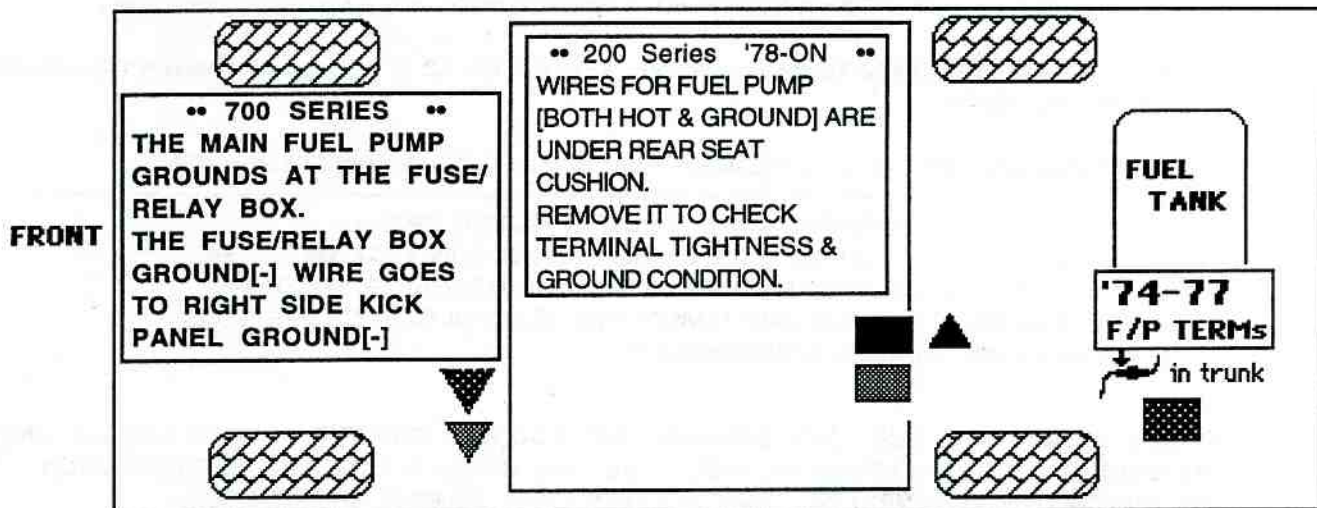 FRONT
•• 700 SERIES ••
THE MAIN FUEL PUMP
GROUNDS AT THE FUSE/
RELAY BOX.
THE FUSE/RELAY BOX
GROUND[-] WIRE GOES
TO RIGHT SIDE KICK
PANEL GROUND[-]
•• 200 Series '78-ON ••
WIRES FOR FUEL PUMP
[BOTH HOT & GROUND] ARE
UNDER REAR SEAT
CUSHION.
REMOVE IT TO CHECK
TERMINAL TIGHTNESS &
GROUND CONDITION.
FUEL
TANK
'74-77
F/P TERMs
in trunk